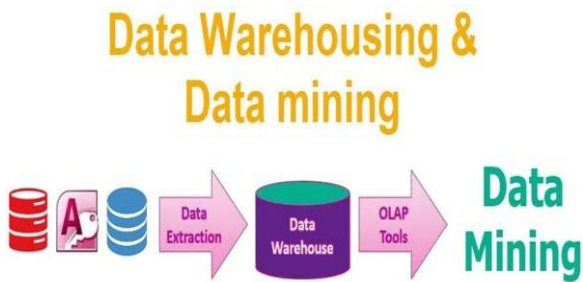 Data Warehousing &
Data mining
A
Data
Extraction
Data
Warehouse
OLAP
Tools
Data
Mining